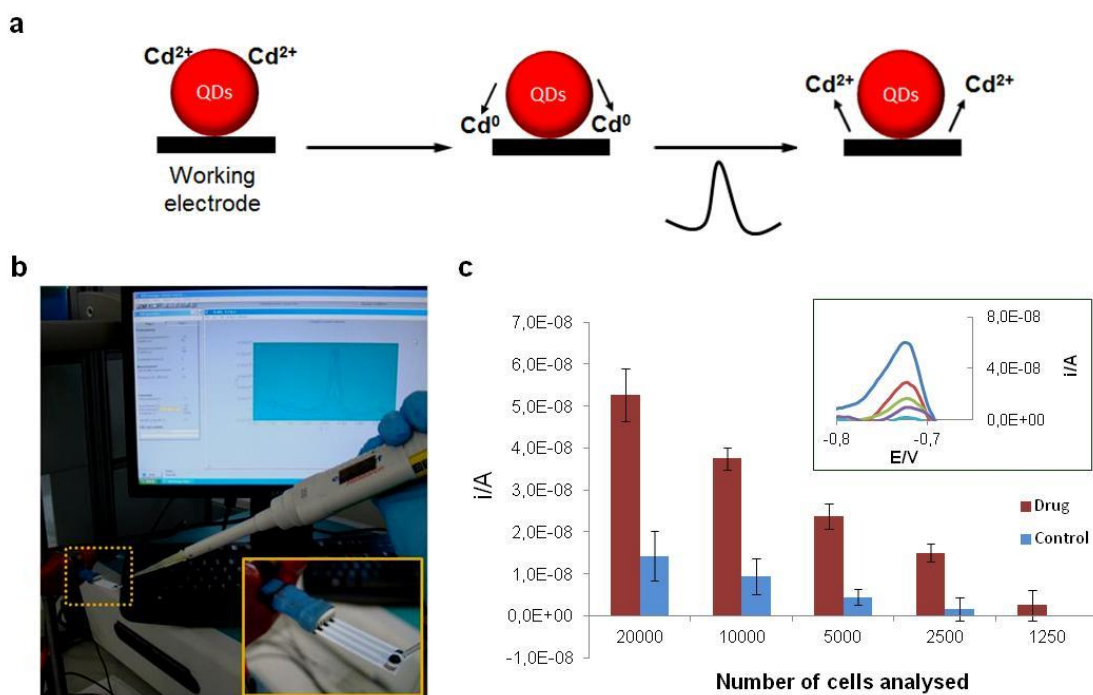 a
Cd²⁺ Cd²⁺
QDs
Working
electrode
QDs
Cd⁰ Cd⁰
Cd²⁺ Cd²⁺
QDs
b
c
i/A
7,0E-08
6,0E-08
5,0E-08
4,0E-08
3,0E-08
2,0E-08
1,0E-08
0,0E+00
-1,0E-08
20000 10000 5000 2500 1250
Number of cells analysed
8,0E-08
4,0E-08
0,0E+00
i/A
-0,8 -0,7
E/V
Drug
Control